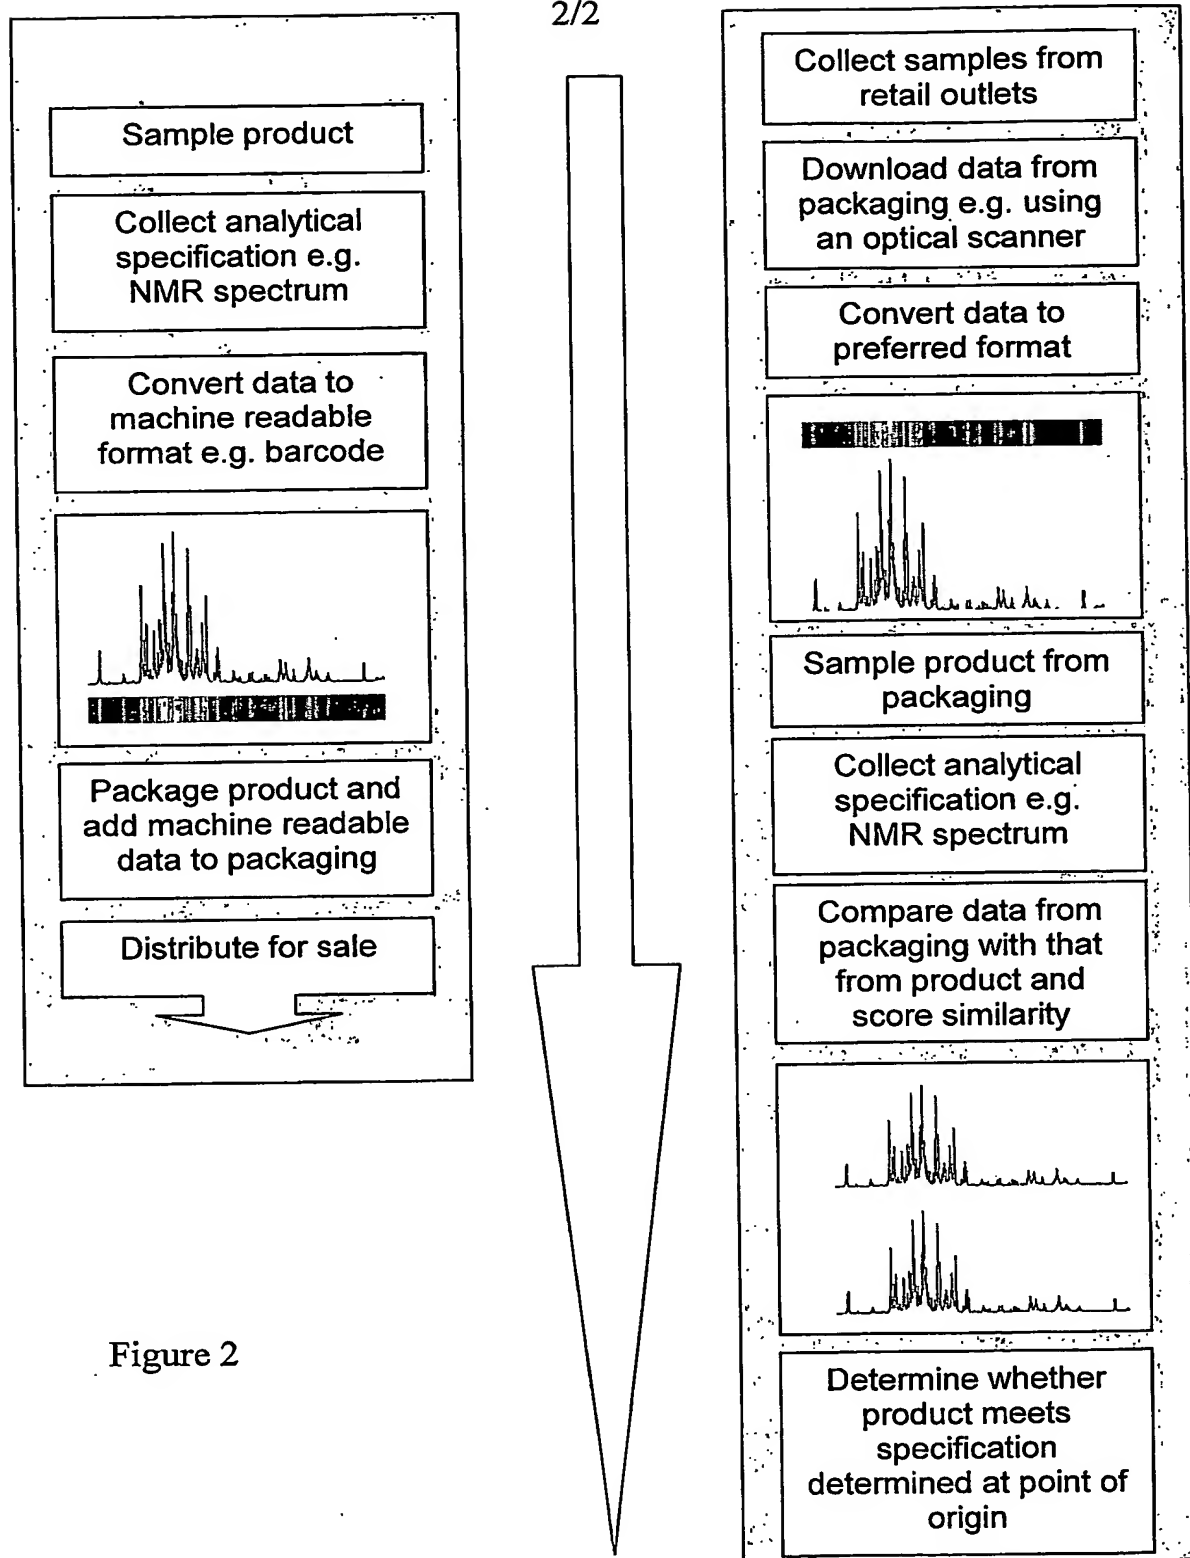 2/2
Sample product
Collect analytical
specification e.g.
NMR spectrum
Convert data to
machine readable
format e.g. barcode
Package product and
add machine readable
data to packaging
Distribute for sale
Collect samples from
retail outlets
Download data from
packaging e.g. using
an optical scanner
Convert data to
preferred format
Sample product from
packaging
Collect analytical
specification e.g.
NMR spectrum
Compare data from
packaging with that
from product and
score similarity
Determine whether
product meets
specification
determined at point of
origin
Figure 2